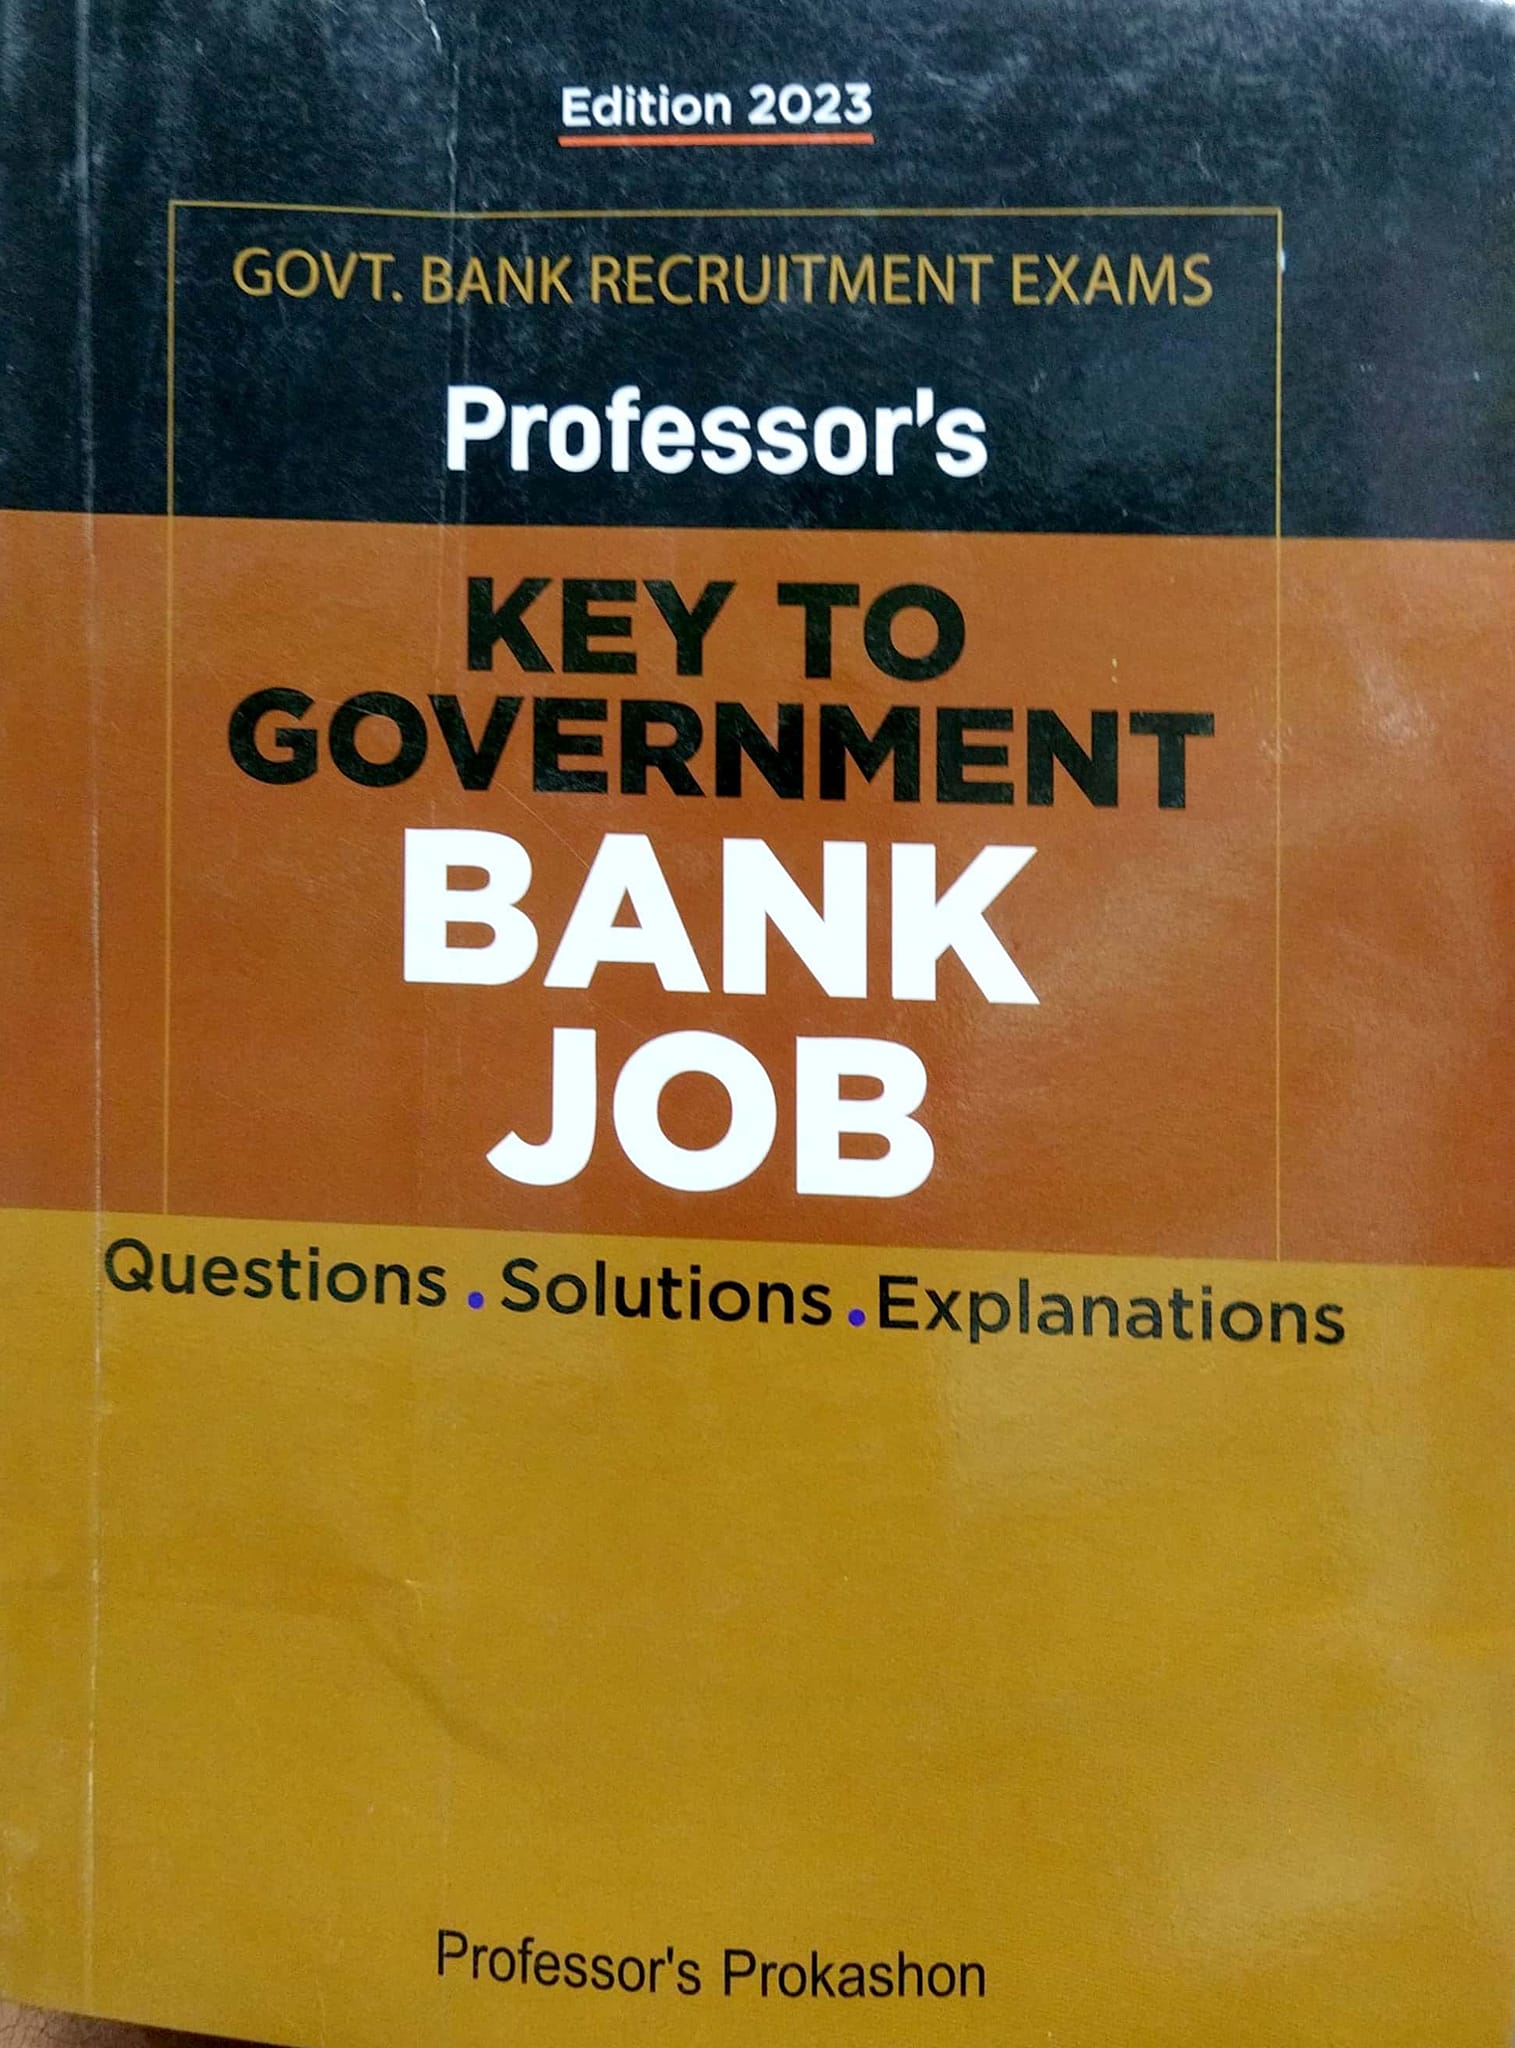 Edition 2023
GOVT. BANK RECRUITMENT EXAMS
Professor's
KEY TO
GOVERNMENT
BANK
JOB
Questions . Solutions . Explanations
Professor's Prokashon